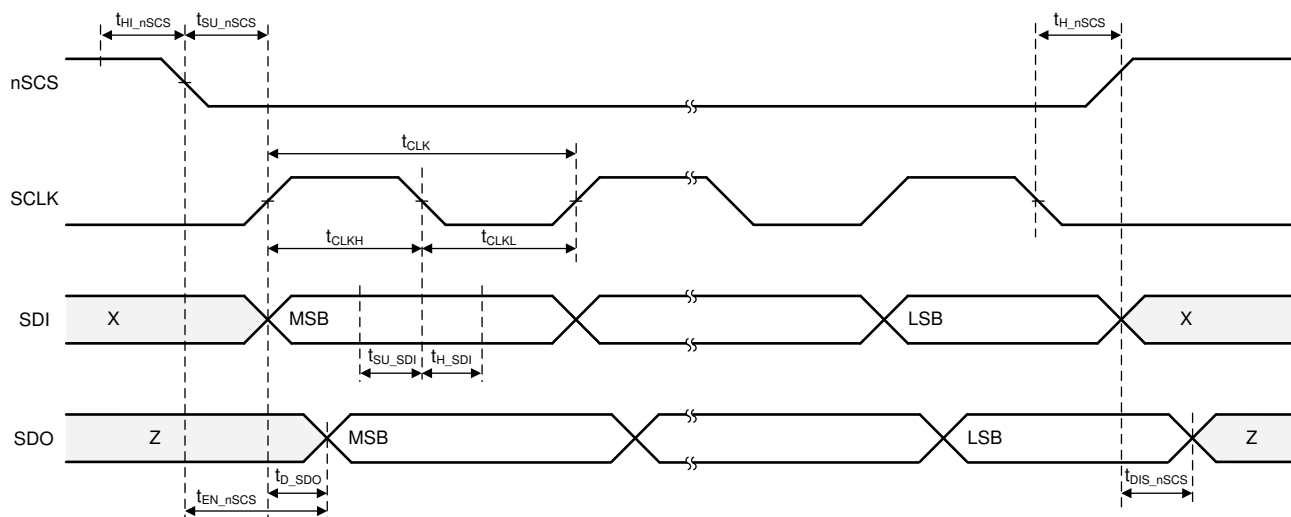 tHI_nSCS tSU_nSCS tH_nSCS
nSCS
tCLK
SCLK
tCLKH tCLKL
SDI X MSB LSB X
tSU_SDI tH_SDI
SDO Z MSB LSB Z
tD_SDO
tEN_nSCS tDIS_nSCS